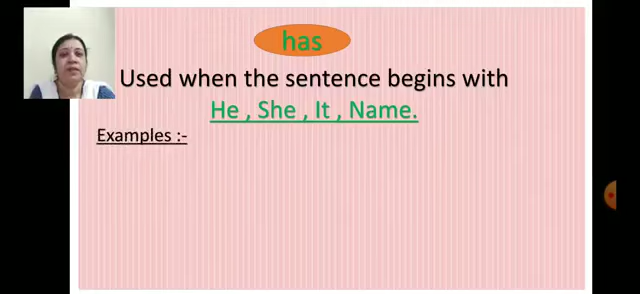 has
Used when the sentence begins with
He , She , It , Name.
Examples :-